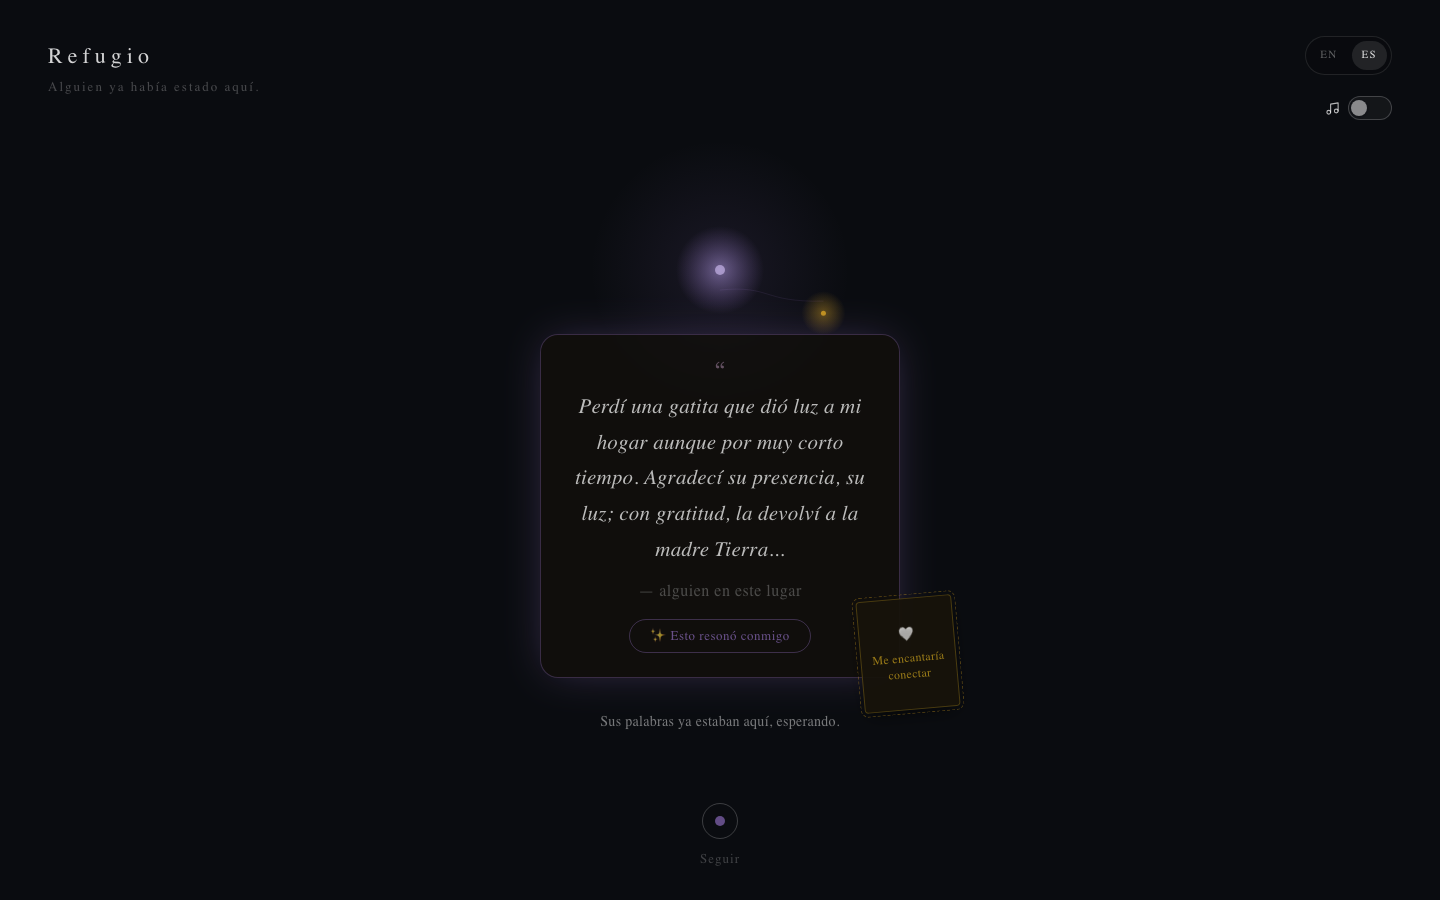 Refugio
Alguien ya había estado aquí.
EN ES
“
Perdí una gatita que dió luz a mi
hogar aunque por muy corto
tiempo. Agradecí su presencia, su
luz; con gratitud, la devolví a la
madre Tierra...
— alguien en este lugar
✨ Esto resonó conmigo
🤍
Me encantaría
conectar
Sus palabras ya estaban aquí, esperando.
Seguir